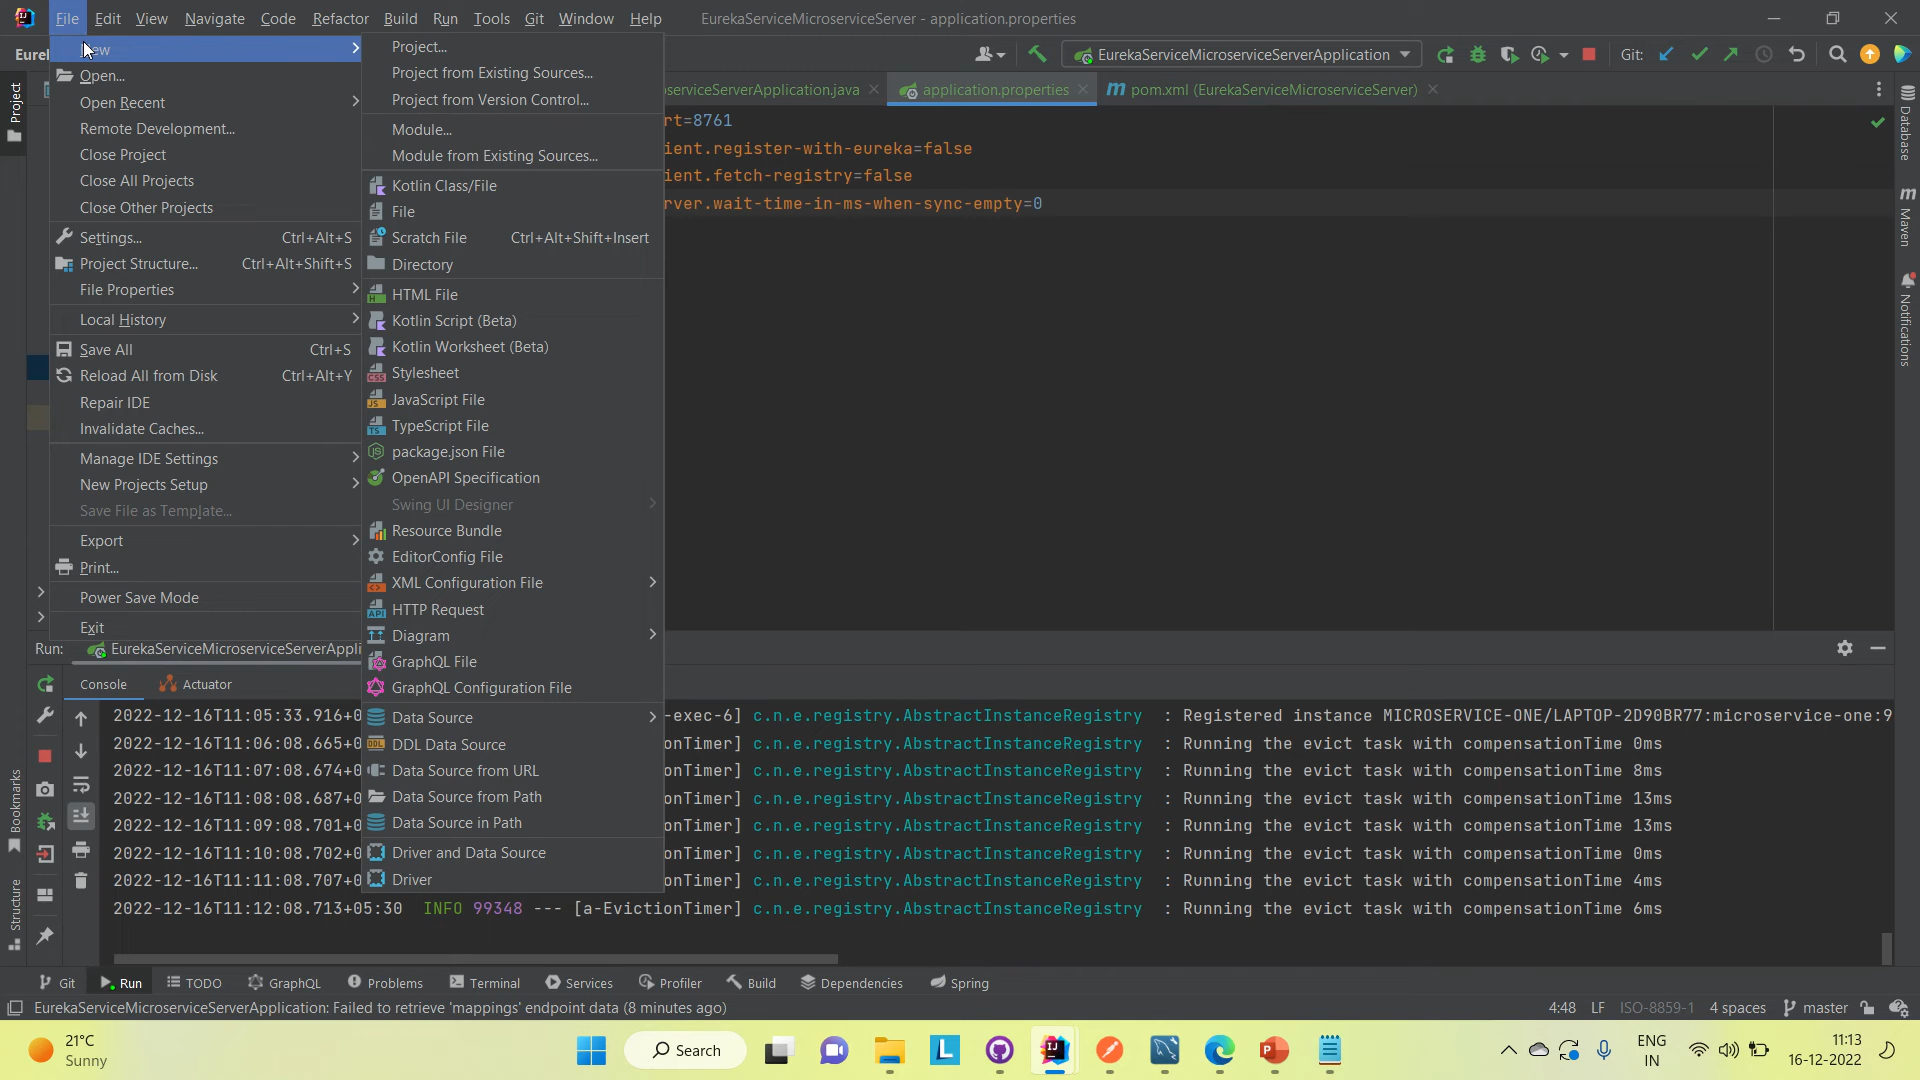 File Edit View Navigate Code Refactor Build Run Tools Git Window Help EurekaServiceMicroserviceServer - application.properties
EurekaServiceMicroserviceServerApplication Git:
oserviceServerApplication.java application.properties pom.xml (EurekaServiceMicroserviceServer)
Project
New
Open...
Open Recent
Remote Development...
Close Project
Close All Projects
Close Other Projects
Settings... Ctrl+Alt+S
Project Structure... Ctrl+Alt+Shift+S
File Properties
Local History
Save All Ctrl+S
Reload All from Disk Ctrl+Alt+Y
Repair IDE
Invalidate Caches...
Manage IDE Settings
New Projects Setup
Save File as Template...
Export
Print...
Power Save Mode
Exit
Project...
Project from Existing Sources...
Project from Version Control...
Module...
Module from Existing Sources...
Kotlin Class/File
File
Scratch File Ctrl+Alt+Shift+Insert
Directory
HTML File
Kotlin Script (Beta)
Kotlin Worksheet (Beta)
Stylesheet
JavaScript File
TypeScript File
package.json File
OpenAPI Specification
Swing UI Designer
Resource Bundle
EditorConfig File
XML Configuration File
HTTP Request
Diagram
GraphQL File
GraphQL Configuration File
Data Source
DDL Data Source
Data Source from URL
Data Source from Path
Data Source in Path
Driver and Data Source
Driver
rt=8761
ient.register-with-eureka=false
ient.fetch-registry=false
rver.wait-time-in-ms-when-sync-empty=0
Database
Maven
Notifications
Run: EurekaServiceMicroserviceServerAppli
Console Actuator
2022-12-16T11:05:33.916+0 -exec-6] c.n.e.registry.AbstractInstanceRegistry : Registered instance MICROSERVICE-ONE/LAPTOP-2D90BR77:microservice-one:9
2022-12-16T11:06:08.665+0 onTimer] c.n.e.registry.AbstractInstanceRegistry : Running the evict task with compensationTime 0ms
2022-12-16T11:07:08.674+0 onTimer] c.n.e.registry.AbstractInstanceRegistry : Running the evict task with compensationTime 8ms
2022-12-16T11:08:08.687+0 onTimer] c.n.e.registry.AbstractInstanceRegistry : Running the evict task with compensationTime 13ms
2022-12-16T11:09:08.701+0 onTimer] c.n.e.registry.AbstractInstanceRegistry : Running the evict task with compensationTime 13ms
2022-12-16T11:10:08.702+0 onTimer] c.n.e.registry.AbstractInstanceRegistry : Running the evict task with compensationTime 0ms
2022-12-16T11:11:08.707+0 onTimer] c.n.e.registry.AbstractInstanceRegistry : Running the evict task with compensationTime 4ms
2022-12-16T11:12:08.713+05:30 INFO 99348 --- [a-EvictionTimer] c.n.e.registry.AbstractInstanceRegistry : Running the evict task with compensationTime 6ms
Bookmarks
Structure
Git Run TODO GraphQL Problems Terminal Services Profiler Build Dependencies Spring
EurekaServiceMicroserviceServerApplication: Failed to retrieve 'mappings' endpoint data (8 minutes ago) 4:48 LF ISO-8859-1 4 spaces master
21°C
Sunny
Search
ENG
IN
11:13
16-12-2022